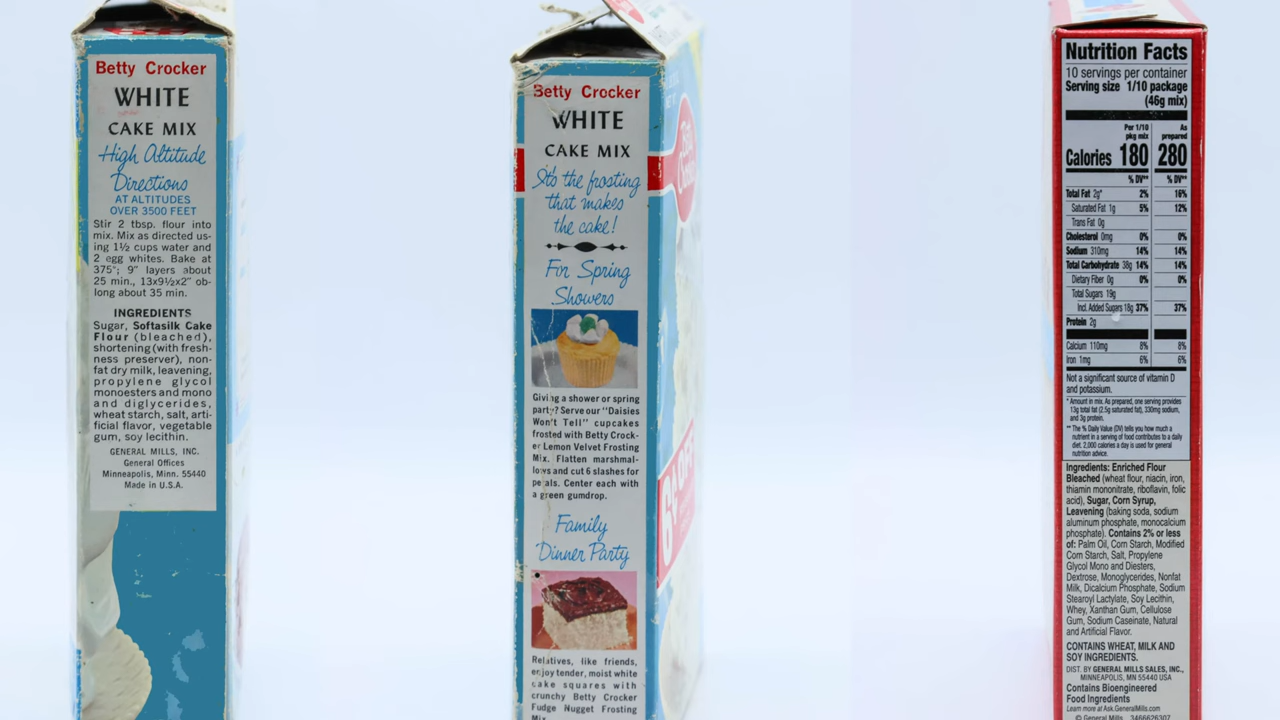 Betty Crocker
WHITE
CAKE MIX
High Altitude
Directions
AT ALTITUDES
OVER 3500 FEET
Stir 2 tbsp. flour into
mix. Mix as directed us-
ing 1½ cups water and
2 egg whites. Bake at
375°; 9" layers about
25 min., 13x9½x2" ob-
long about 35 min.
INGREDIENTS
Sugar, Softasilk Cake
Flour (bleached),
shortening (with fresh-
ness preserver), non-
fat dry milk, leavening,
propylene glycol
monoesters and mono
and diglycerides,
wheat starch, salt, arti-
ficial flavor, vegetable
gum, soy lecithin.
GENERAL MILLS, INC.
General Offices
Minneapolis, Minn. 55440
Made in U.S.A.
Betty Crocker
WHITE
CAKE MIX
It's the frosting
that makes
the cake!
For Spring
Showers
Giving a shower or spring
party? Serve our "Daisies
Won't Tell" cupcakes
frosted with Betty Crock-
er Lemon Velvet Frosting
Mix. Flatten marshmal-
lows and cut 6 slashes for
petals. Center each with
a green gumdrop.
Family
Dinner Party
Relatives, like friends,
enjoy tender, moist white
cake squares with
crunchy Betty Crocker
Fudge Nugget Frosting
Mix.
Nutrition Facts
10 servings per container
Serving size 1/10 package
(46g mix)
Per 1/10 pkg mix As prepared
Calories 180 280
% DV** % DV**
Total Fat 2g* 2% 16%
Saturated Fat 1g 5% 12%
Trans Fat 0g
Cholesterol 0mg 0% 0%
Sodium 310mg 14% 14%
Total Carbohydrate 38g 14% 14%
Dietary Fiber 0g 0% 0%
Total Sugars 19g
Incl. Added Sugars 18g 37% 37%
Protein 2g
Calcium 110mg 8% 8%
Iron 1mg 6% 6%
Not a significant source of vitamin D
and potassium.
* Amount in mix. As prepared, one serving provides
13g total fat (2.5g saturated fat), 330mg sodium,
and 3g protein.
** The % Daily Value (DV) tells you how much a
nutrient in a serving of food contributes to a daily
diet. 2,000 calories a day is used for general
nutrition advice.
Ingredients: Enriched Flour
Bleached (wheat flour, niacin, iron,
thiamin mononitrate, riboflavin, folic
acid), Sugar, Corn Syrup,
Leavening (baking soda, sodium
aluminum phosphate, monocalcium
phosphate). Contains 2% or less
of: Palm Oil, Corn Starch, Modified
Corn Starch, Salt, Propylene
Glycol Mono and Diesters,
Dextrose, Monoglycerides, Nonfat
Milk, Dicalcium Phosphate, Sodium
Stearoyl Lactylate, Soy Lecithin,
Whey, Xanthan Gum, Cellulose
Gum, Sodium Caseinate, Natural
and Artificial Flavor.
CONTAINS WHEAT, MILK AND
SOY INGREDIENTS.
DIST. BY GENERAL MILLS SALES, INC.,
MINNEAPOLIS, MN 55440 USA
Contains Bioengineered
Food Ingredients
Learn more at Ask.GeneralMills.com
© General Mills 3466626307